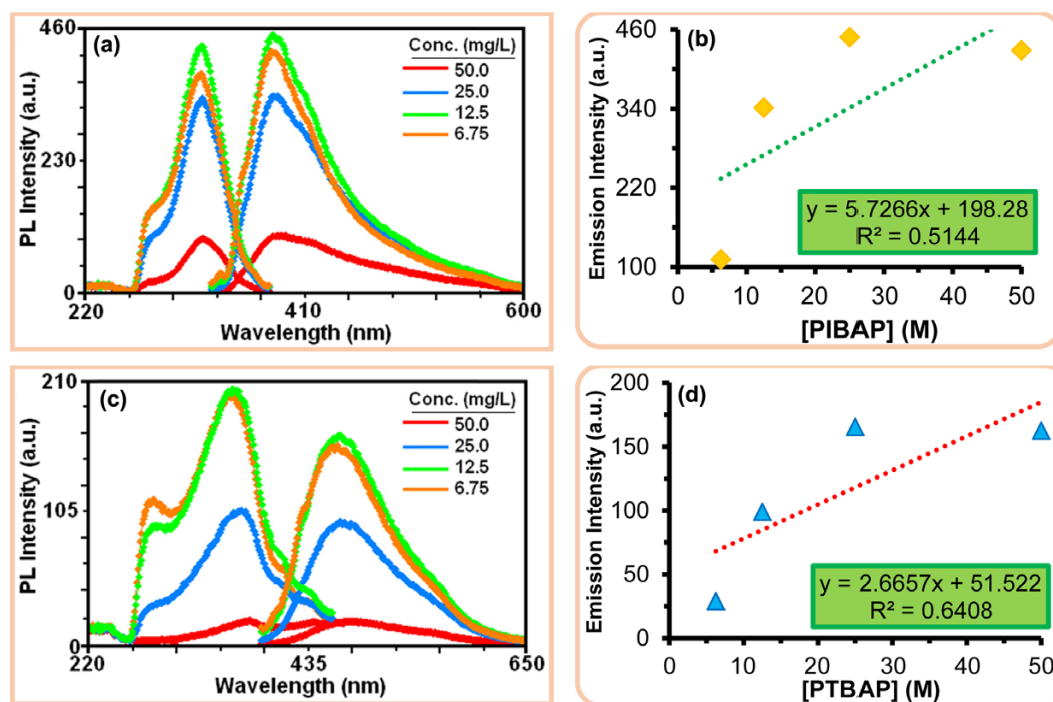 (a)
Conc. (mg/L)
50.0
25.0
12.5
6.75
460
230
0
220
410
600
PL Intensity (a.u.)
Wavelength (nm)
(b)
460
340
220
100
0
10
20
30
40
50
Emission Intensity (a.u.)
y = 5.7266x + 198.28
R² = 0.5144
[PIBAP] (M)
(c)
Conc. (mg/L)
50.0
25.0
12.5
6.75
210
105
0
220
435
650
PL Intensity (a.u.)
Wavelength (nm)
(d)
200
150
100
50
0
0
10
20
30
40
50
Emission Intensity (a.u.)
y = 2.6657x + 51.522
R² = 0.6408
[PTBAP] (M)